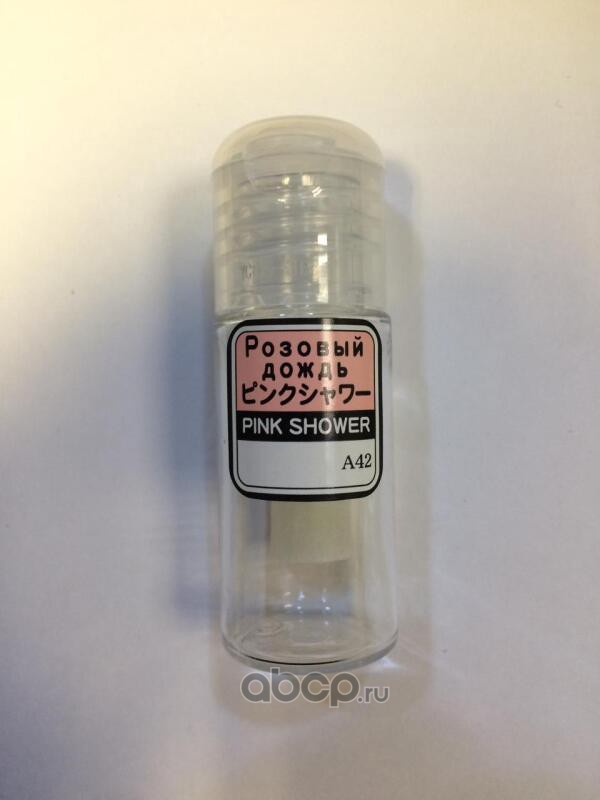 Розовый
дождь
ピンクシャワー
PINK SHOWER
A42
abcp.ru